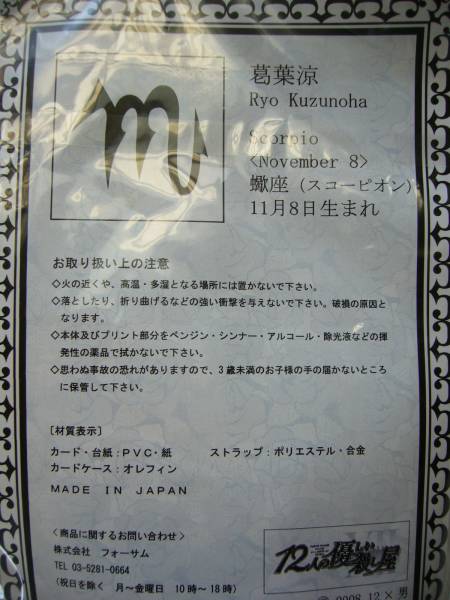 葛葉涼
Ryo Kuzunoha
Scorpio
<November 8>
蠍座 (スコーピオン)
11月8日生まれ
お取り扱い上の注意
◇火の近くや、高温・多湿となる場所には置かないで下さい。
◇落としたり、折り曲げるなどの強い衝撃を与えないで下さい。破損の原因と
なります。
◇本体及びプリント部分をベンジン・シンナー・アルコール・除光液などの揮
発性の薬品で拭かないで下さい。
◇思わぬ事故の恐れがありますので、3歳未満のお子様の手の届かないところ
に保管して下さい。
[材質表示]
カード・台紙:PVC・紙 ストラップ:ポリエステル・合金
カードケース:オレフィン
MADE IN JAPAN
<商品に関するお問い合わせ>
株式会社 フォーサム
TEL 03-5281-0664
(祝日を除く 月～金曜日 10時～18時)
12人の優しい殺し屋
© 2008 12×男